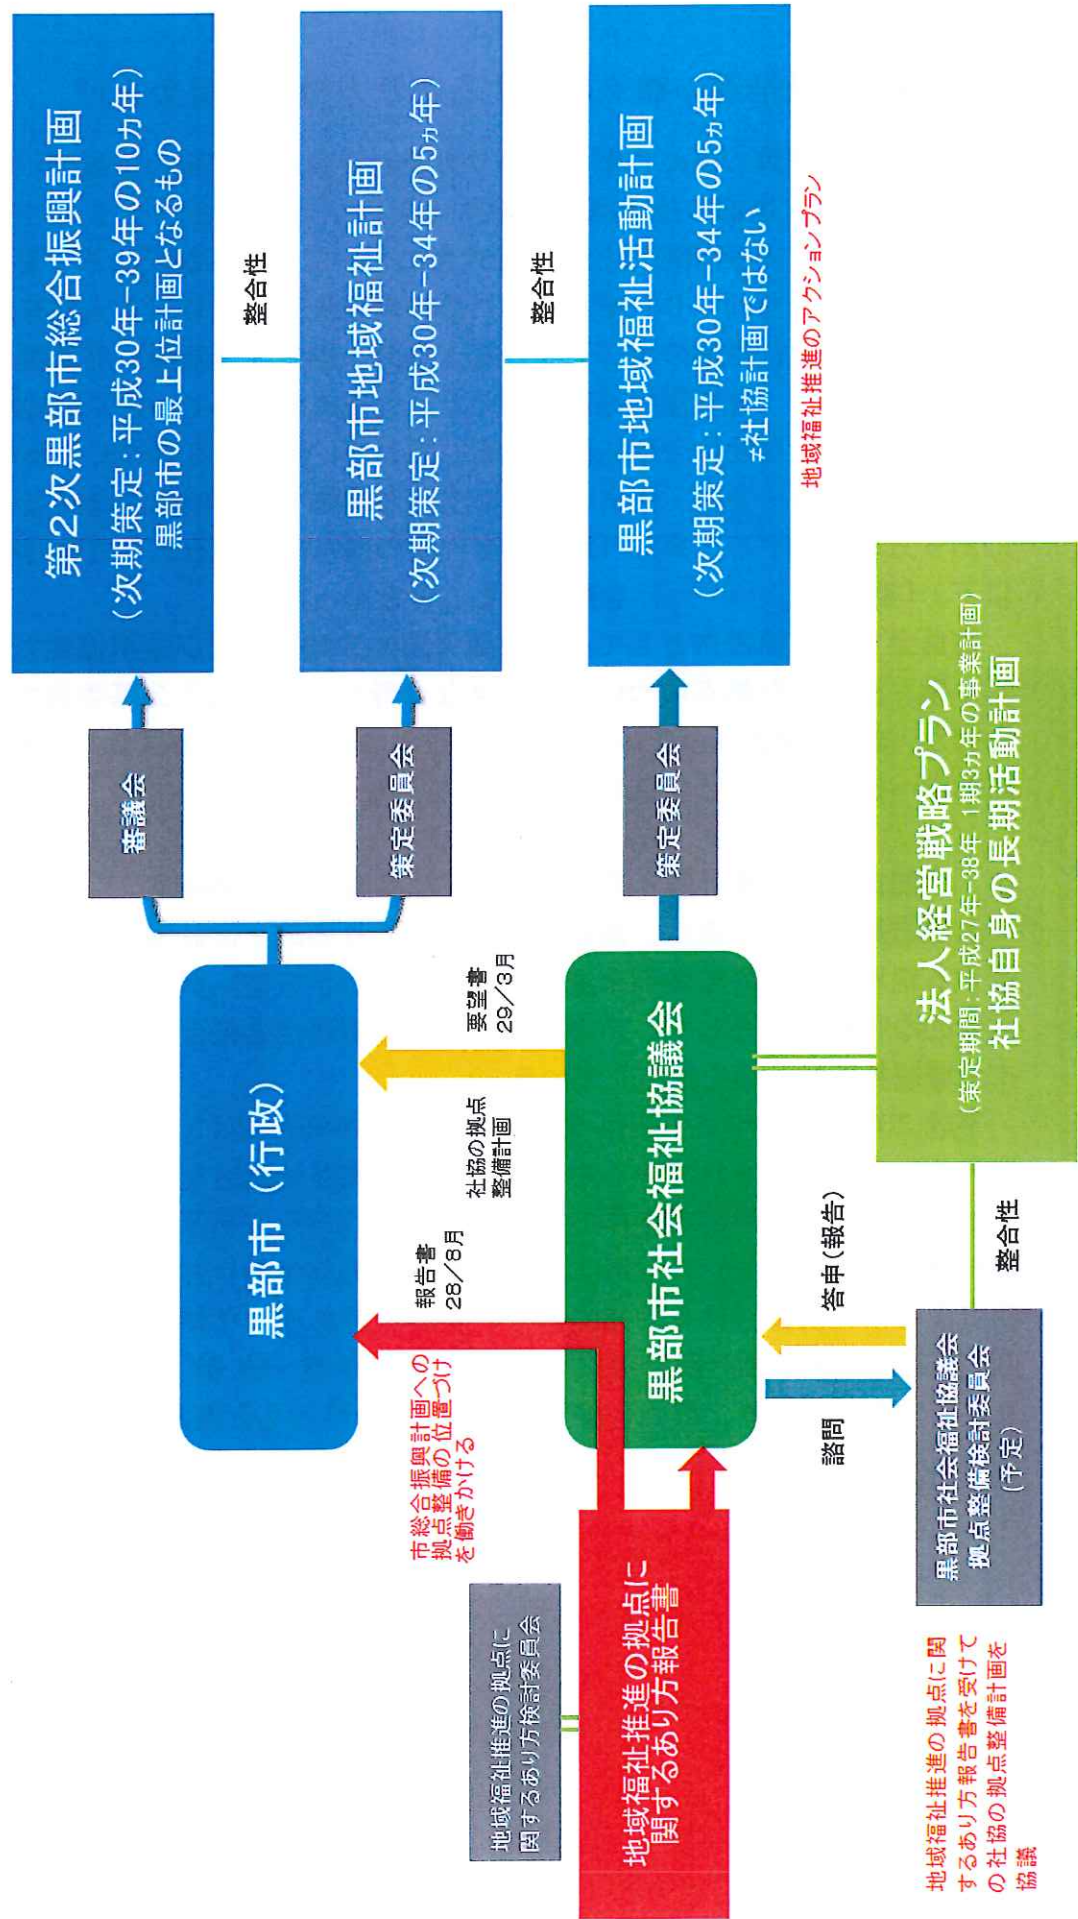 第2次黒部市総合振興計画
（次期策定：平成30年-39年の10カ年）
黒部市の最上位計画となるもの
整合性
黒部市地域福祉計画
（次期策定：平成30年-34年の5ヵ年）
整合性
黒部市地域福祉活動計画
（次期策定：平成30年-34年の5ヵ年）
≠社協計画ではない
地域福祉推進のアクションプラン
審議会
策定委員会
策定委員会
黒部市（行政）
要望書
29／3月
社協の拠点
整備計画
報告書
28／8月
市総合振興計画への
拠点整備の位置づけ
を働きかける
黒部市社会福祉協議会
法人経営戦略プラン
（策定期間：平成27年-38年 1期3ヵ年の事業計画）
社協自身の長期活動計画
整合性
答申（報告）
諮問
黒部市社会福祉協議会
拠点整備検討委員会
（予定）
地域福祉推進の拠点に
関するあり方検討委員会
地域福祉推進の拠点に
関するあり方報告書
地域福祉推進の拠点に関
するあり方報告書を受けて
の社協の拠点整備計画を
協議